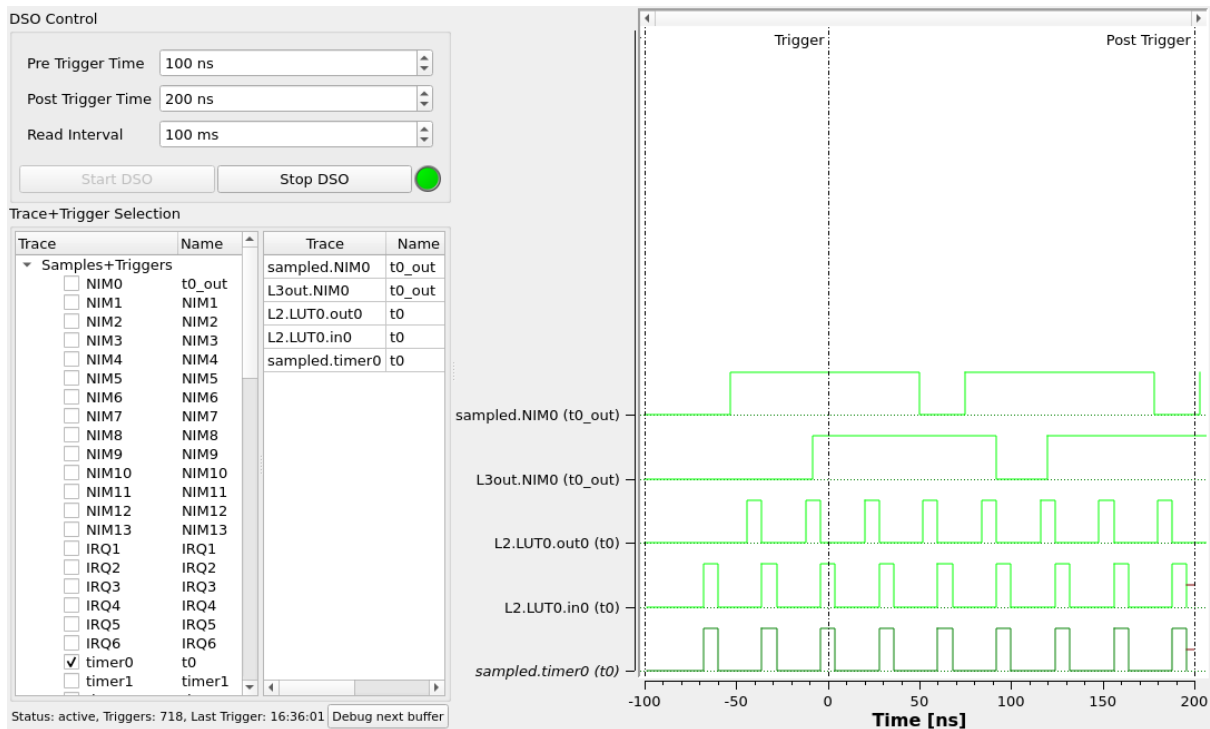 DSO Control
Pre Trigger Time 100 ns
Post Trigger Time 200 ns
Read Interval 100 ms
Start DSO Stop DSO
Trace+Trigger Selection
Trace Name
Samples+Triggers
NIM0 t0_out
NIM1 NIM1
NIM2 NIM2
NIM3 NIM3
NIM4 NIM4
NIM5 NIM5
NIM6 NIM6
NIM7 NIM7
NIM8 NIM8
NIM9 NIM9
NIM10 NIM10
NIM11 NIM11
NIM12 NIM12
NIM13 NIM13
IRQ1 IRQ1
IRQ2 IRQ2
IRQ3 IRQ3
IRQ4 IRQ4
IRQ5 IRQ5
IRQ6 IRQ6
timer0 t0
timer1 timer1
Trace Name
sampled.NIM0 t0_out
L3out.NIM0 t0_out
L2.LUT0.out0 t0
L2.LUT0.in0 t0
sampled.timer0 t0
Status: active, Triggers: 718, Last Trigger: 16:36:01 Debug next buffer
Trigger Post Trigger
sampled.NIM0 (t0_out)
L3out.NIM0 (t0_out)
L2.LUT0.out0 (t0)
L2.LUT0.in0 (t0)
sampled.timer0 (t0)
-100 -50 0 50 100 150 200
Time [ns]